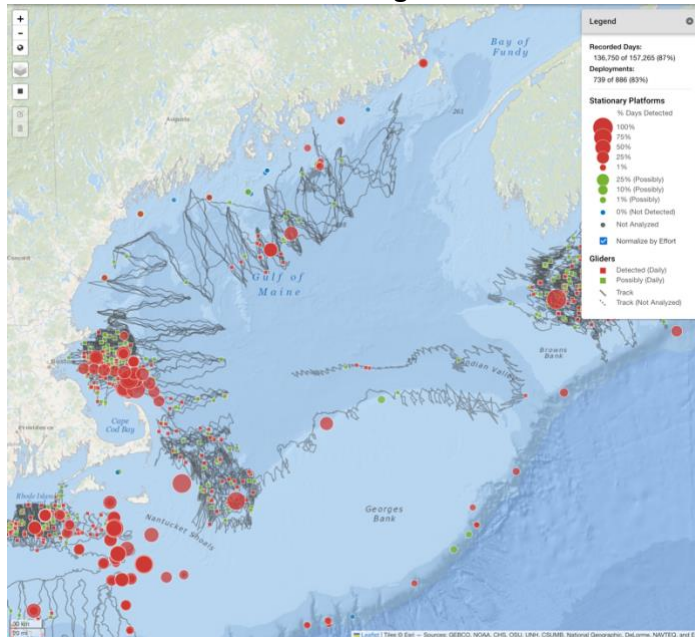 Legend
Recorded Days:
136,750 of 157,265 (87%)
Deployments:
739 of 886 (83%)
Stationary Platforms
% Days Detected
100%
75%
50%
25%
1%
25% (Possibly)
10% (Possibly)
1% (Possibly)
0% (Not Detected)
Not Analyzed
Normalize by Effort
Gliders
Detected (Daily)
Possibly (Daily)
Track
Track (Not Analyzed)
Bay of
Fundy
Augusta
265
Gulf of
Maine
Browns
Bank
Cape
Cod Bay
Georges
Bank
Rhode Island
Nantucket Shoals
Leaflet | Tiles © Esri — Sources: GEBCO, NOAA, CHS, OSU, UNH, CSUMB, National Geographic, DeLorme, NAVTEQ, and